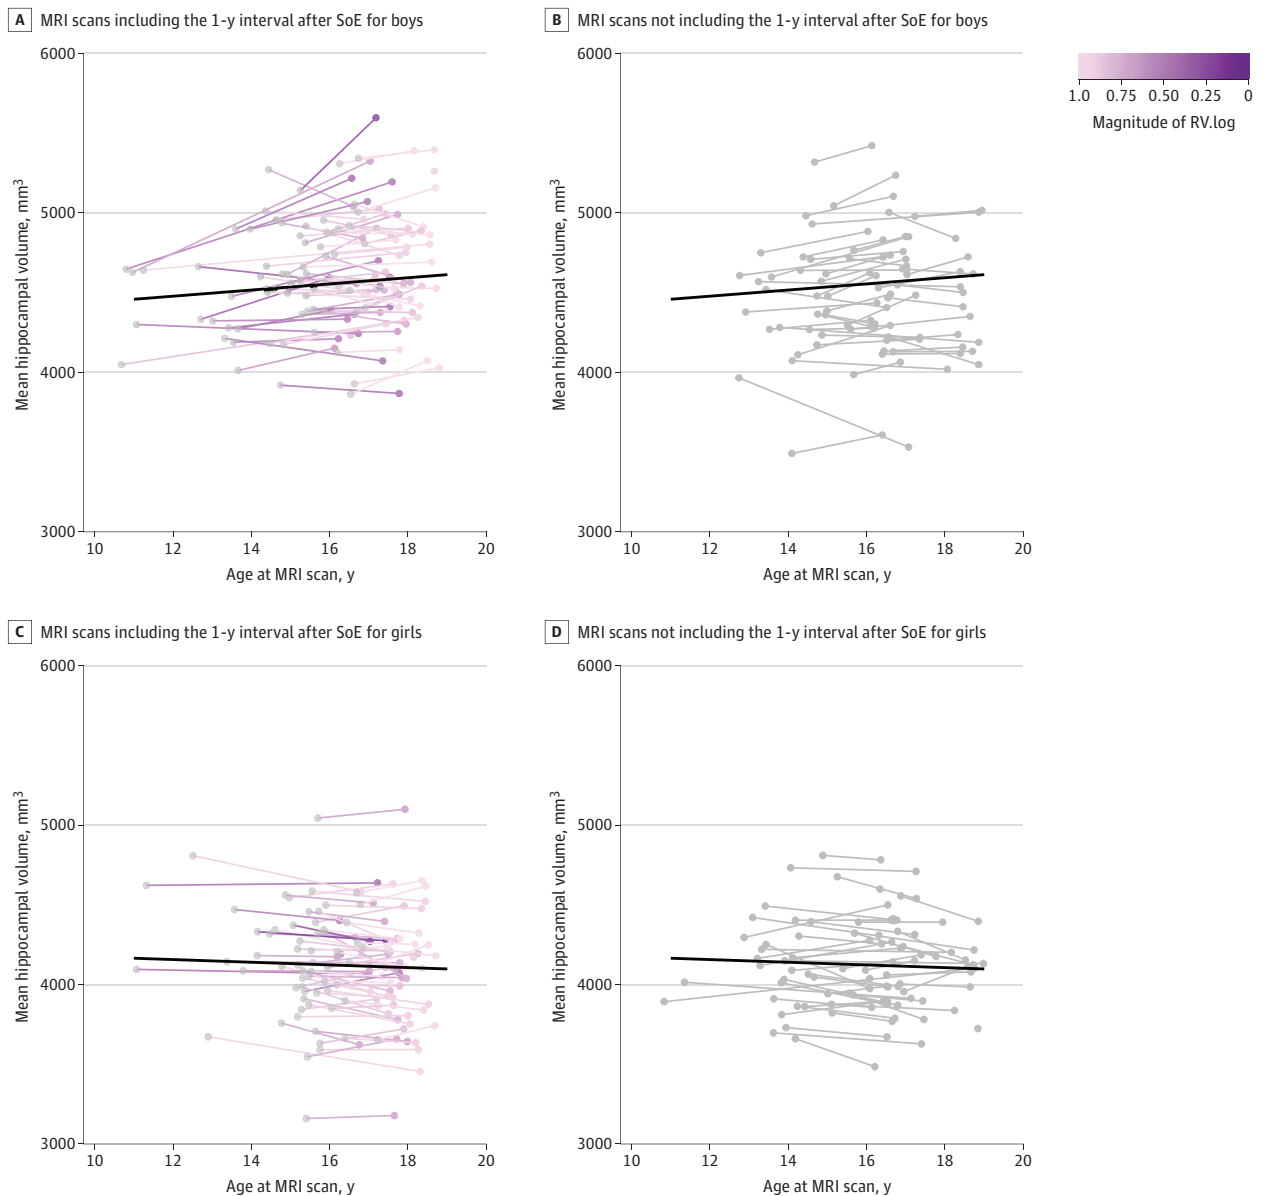 A MRI scans including the 1-y interval after SoE for boys
6000
5000
4000
3000
Mean hippocampal volume, mm³
10 12 14 16 18 20
Age at MRI scan, y
B MRI scans not including the 1-y interval after SoE for boys
6000
5000
4000
3000
Mean hippocampal volume, mm³
10 12 14 16 18 20
Age at MRI scan, y
1.0 0.75 0.50 0.25 0
Magnitude of RV.log
C MRI scans including the 1-y interval after SoE for girls
6000
5000
4000
3000
Mean hippocampal volume, mm³
10 12 14 16 18 20
Age at MRI scan, y
D MRI scans not including the 1-y interval after SoE for girls
6000
5000
4000
3000
Mean hippocampal volume, mm³
10 12 14 16 18 20
Age at MRI scan, y